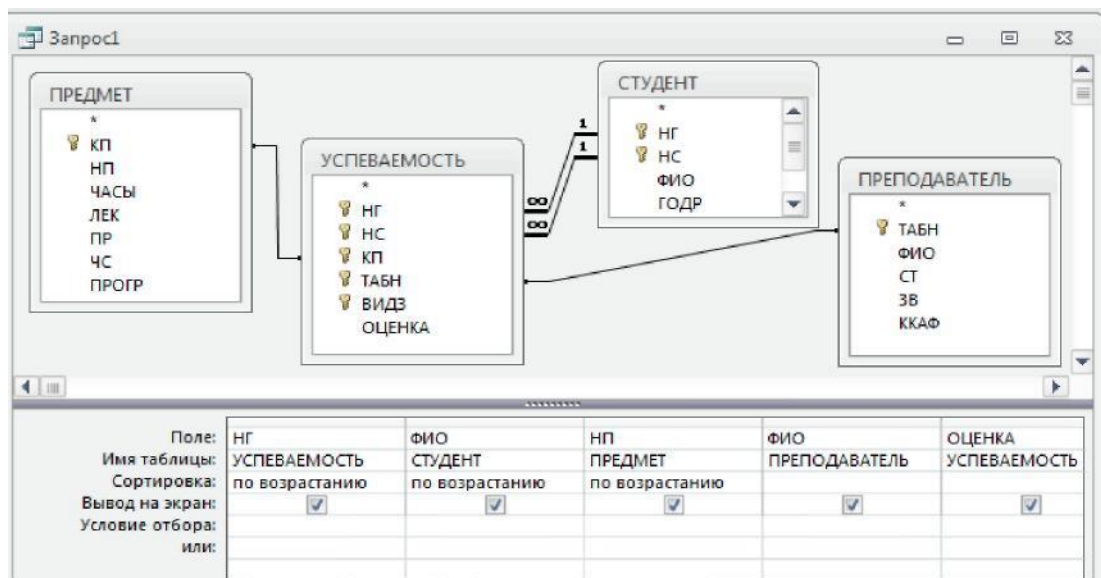 Запрос1
ПРЕДМЕТ
*
КП
НП
ЧАСЫ
ЛЕК
ПР
ЧС
ПРОГР
УСПЕВАЕМОСТЬ
*
НГ
НС
КП
ТАБН
ВИДЗ
ОЦЕНКА
1
1
∞
∞
СТУДЕНТ
*
НГ
НС
ФИО
ГОДР
ПРЕПОДАВАТЕЛЬ
*
ТАБН
ФИО
СТ
ЗВ
ККАФ
Поле: НГ ФИО НП ФИО ОЦЕНКА
Имя таблицы: УСПЕВАЕМОСТЬ СТУДЕНТ ПРЕДМЕТ ПРЕПОДАВАТЕЛЬ УСПЕВАЕМОСТЬ
Сортировка: по возрастанию по возрастанию по возрастанию
Вывод на экран:
Условие отбора:
или: